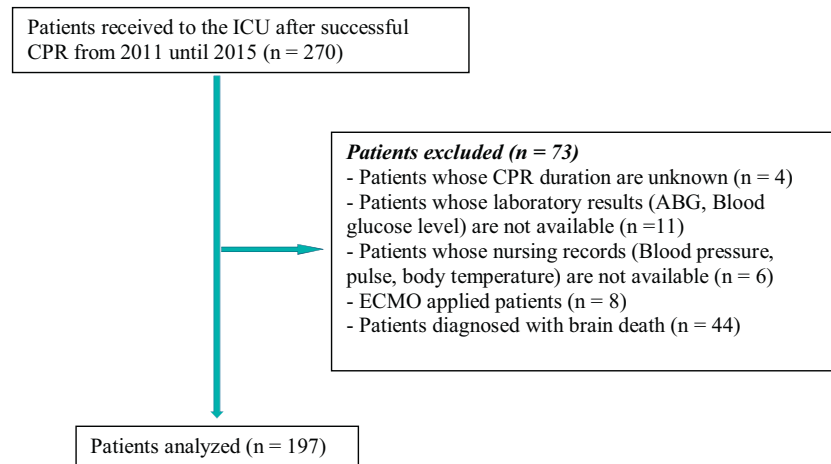 Patients received to the ICU after successful
CPR from 2011 until 2015 (n = 270)
Patients excluded (n = 73)
- Patients whose CPR duration are unknown (n = 4)
- Patients whose laboratory results (ABG, Blood
glucose level) are not available (n =11)
- Patients whose nursing records (Blood pressure,
pulse, body temperature) are not available (n = 6)
- ECMO applied patients (n = 8)
- Patients diagnosed with brain death (n = 44)
Patients analyzed (n = 197)